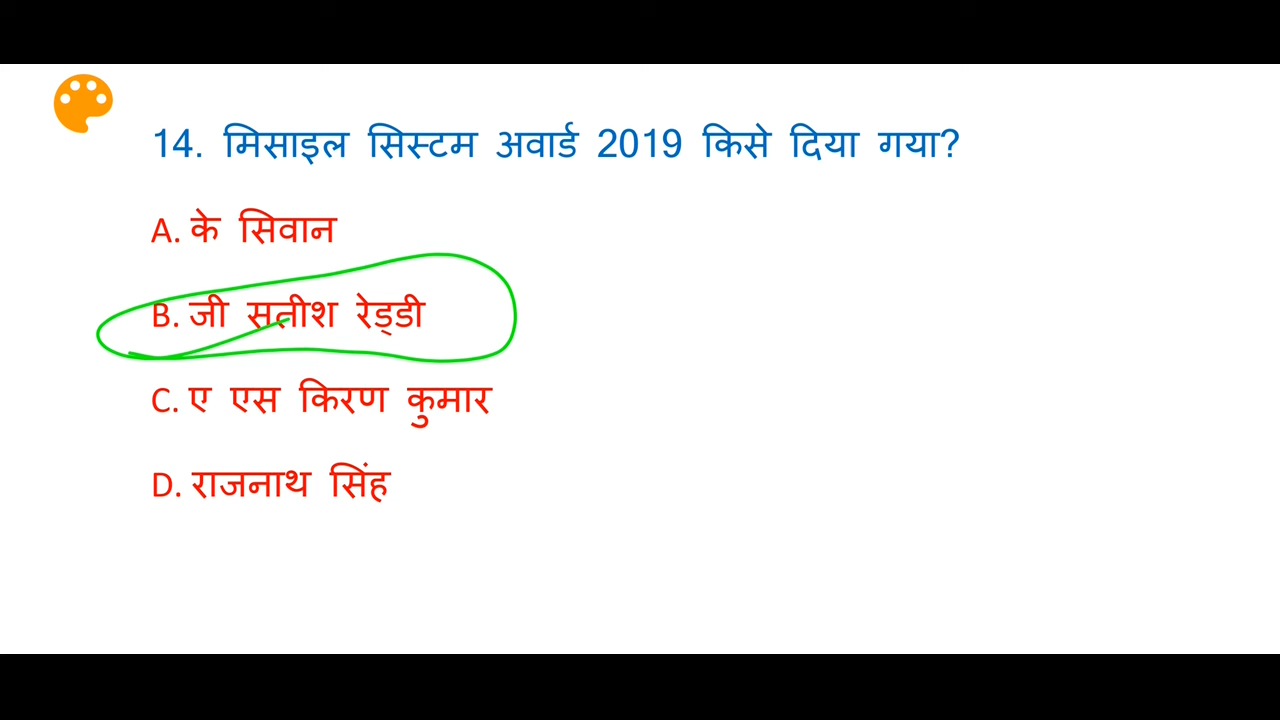 14. मिसाइल सिस्टम अवार्ड 2019 किसे दिया गया?
A. के सिवान
B. जी सतीश रेड्डी
C. ए एस किरण कुमार
D. राजनाथ सिंह